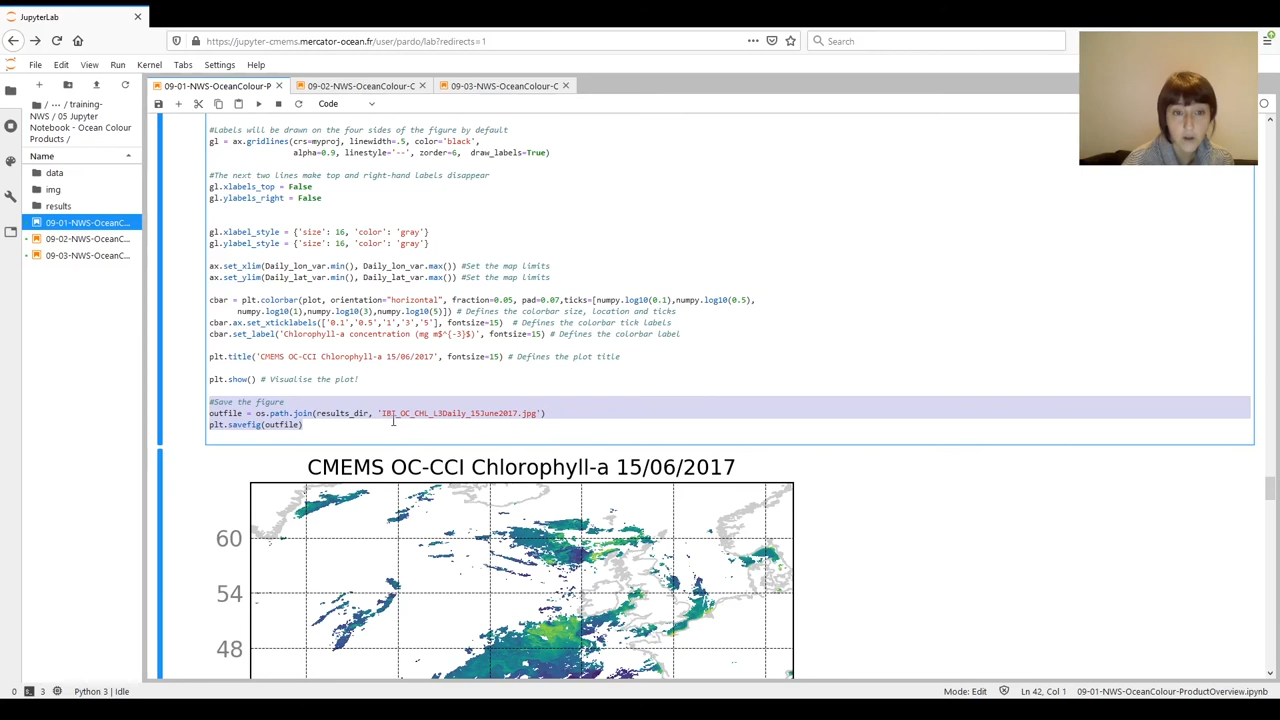 JupyterLab
https://jupyter-cmems.mercator-ocean.fr/user/pardo/lab?redirects=1
Search
File Edit View Run Kernel Tabs Settings Help
09-01-NWS-OceanColour-P
09-02-NWS-OceanColour-C
09-03-NWS-OceanColour-C
Code
/ ··· / training-
NWS / 05 Jupyter
Notebook - Ocean Colour
Products /
Name
data
img
results
09-01-NWS-OceanC...
09-02-NWS-OceanC...
09-03-NWS-OceanC...
#Labels will be drawn on the four sides of the figure by default
gl = ax.gridlines(crs=myproj, linewidth=.5, color='black',
alpha=0.9, linestyle='--', zorder=6, draw_labels=True)
#The next two lines make top and right-hand labels disappear
gl.xlabels_top = False
gl.ylabels_right = False
gl.xlabel_style = {'size': 16, 'color': 'gray'}
gl.ylabel_style = {'size': 16, 'color': 'gray'}
ax.set_xlim(Daily_lon_var.min(), Daily_lon_var.max()) #Set the map limits
ax.set_ylim(Daily_lat_var.min(), Daily_lat_var.max()) #Set the map limits
cbar = plt.colorbar(plot, orientation="horizontal", fraction=0.05, pad=0.07,ticks=[numpy.log10(0.1),numpy.log10(0.5),
numpy.log10(1),numpy.log10(3),numpy.log10(5)]) # Defines the colorbar size, location and ticks
cbar.ax.set_xticklabels(['0.1','0.5','1','3','5'], fontsize=15) # Defines the colorbar tick labels
cbar.set_label('Chlorophyll-a concentration (mg m$^{-3}$)', fontsize=15) # Defines the colorbar label
plt.title('CMEMS OC-CCI Chlorophyll-a 15/06/2017', fontsize=15) # Defines the plot title
plt.show() # Visualise the plot!
#Save the figure
outfile = os.path.join(results_dir, 'IBI_OC_CHL_L3Daily_15June2017.jpg')
plt.savefig(outfile)
CMEMS OC-CCI Chlorophyll-a 15/06/2017
60
54
48
0 3 Python 3 | Idle
Mode: Edit Ln 42, Col 1 09-01-NWS-OceanColour-ProductOverview.ipynb